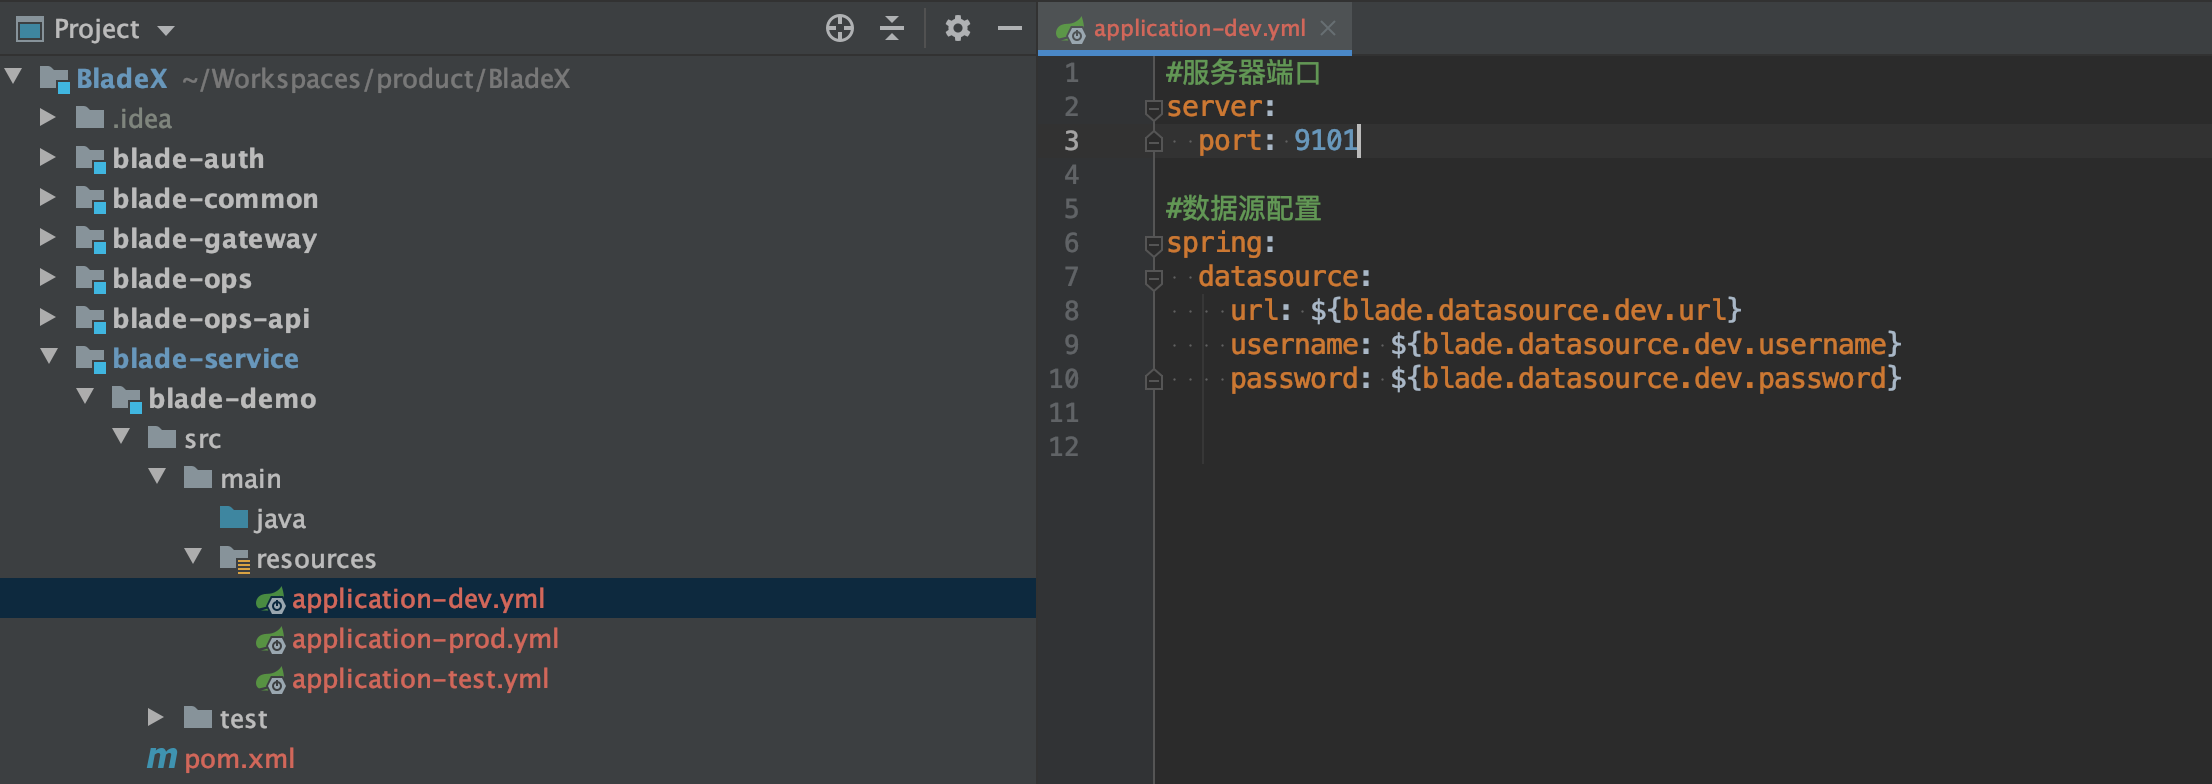 Project
BladeX ~/Workspaces/product/BladeX
.idea
blade-auth
blade-common
blade-gateway
blade-ops
blade-ops-api
blade-service
blade-demo
src
main
java
resources
application-dev.yml
application-prod.yml
application-test.yml
test
m pom.xml
application-dev.yml
1 #服务器端口
2 server:
3   port: 9101
4
5 #数据源配置
6 spring:
7   datasource:
8     url: ${blade.datasource.dev.url}
9     username: ${blade.datasource.dev.username}
10     password: ${blade.datasource.dev.password}
11
12